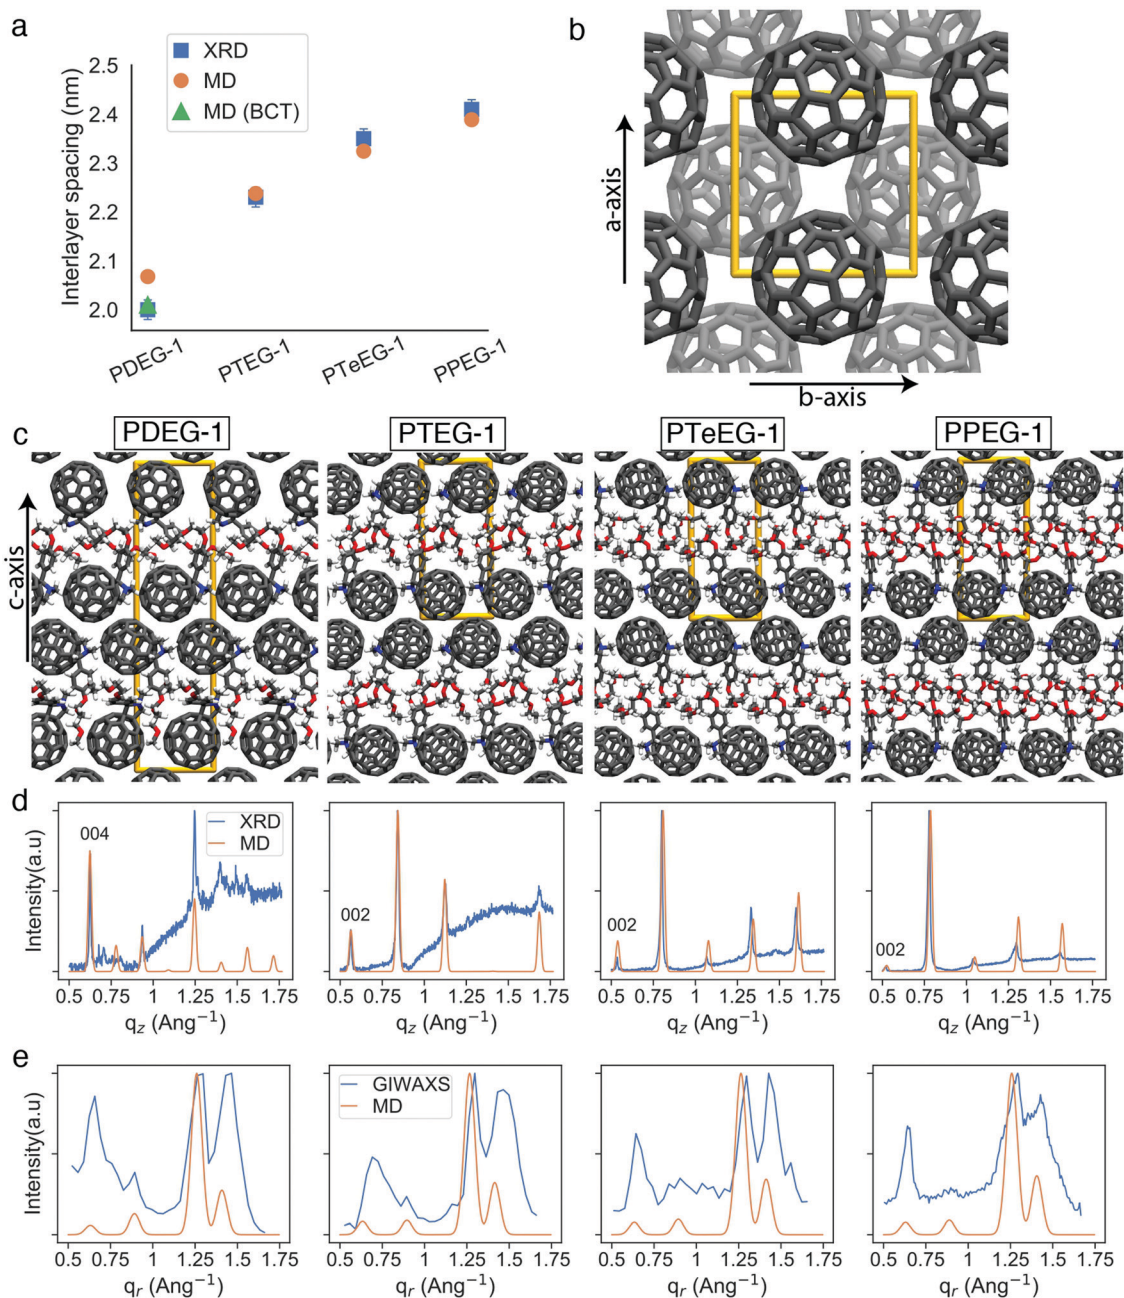 a
XRD
MD
MD (BCT)
Interlayer spacing (nm)
2.5
2.4
2.3
2.2
2.1
2.0
PDEG-1
PTEG-1
PTeEG-1
PPEG-1
b
a-axis
b-axis
c
PDEG-1
PTEG-1
PTeEG-1
PPEG-1
c-axis
d
Intensity(a.u)
004
XRD
MD
0.5 0.75 1 1.25 1.5 1.75
q_z (Ang⁻¹)
002
0.5 0.75 1 1.25 1.5 1.75
q_z (Ang⁻¹)
002
0.5 0.75 1 1.25 1.5 1.75
q_z (Ang⁻¹)
002
0.5 0.75 1 1.25 1.5 1.75
q_z (Ang⁻¹)
e
Intensity(a.u)
0.5 0.75 1 1.25 1.5 1.75
q_r (Ang⁻¹)
GIWAXS
MD
0.5 0.75 1 1.25 1.5 1.75
q_r (Ang⁻¹)
0.5 0.75 1 1.25 1.5 1.75
q_r (Ang⁻¹)
0.5 0.75 1 1.25 1.5 1.75
q_r (Ang⁻¹)